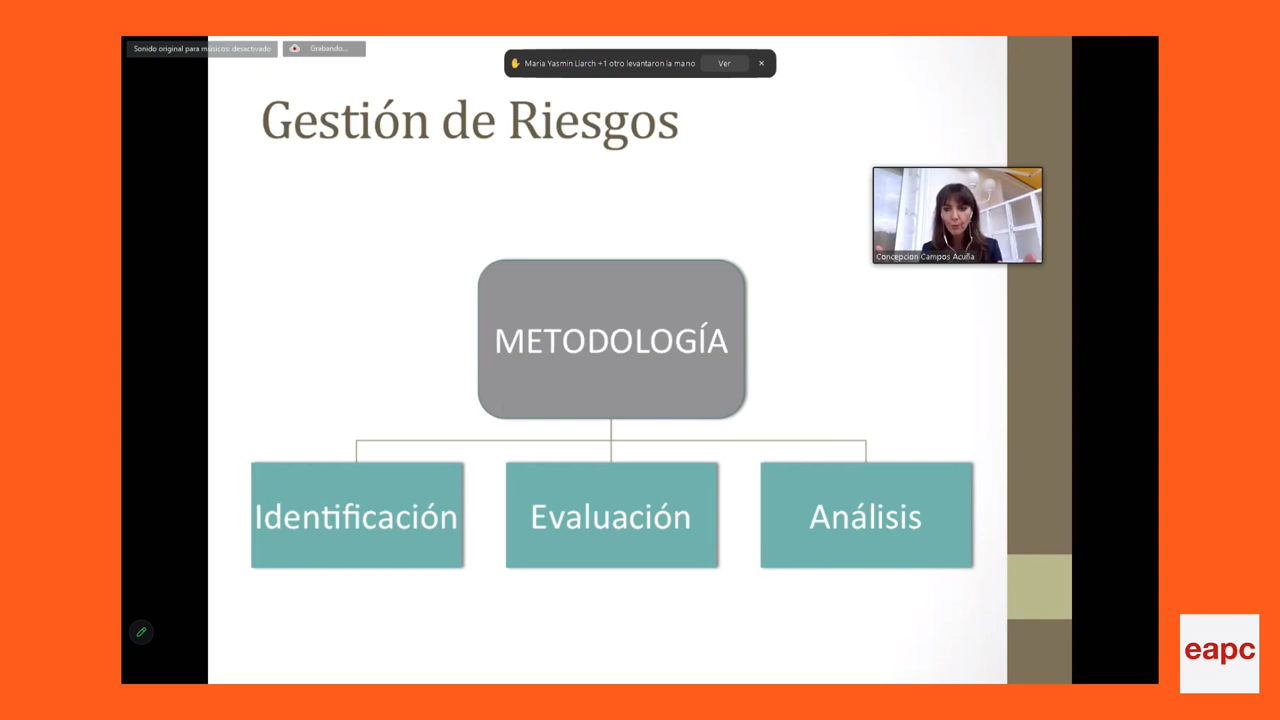 Sonido original para músicos: desactivado
Grabando...
Maria Yasmin Llarch +1 otro levantaron la mano
Ver
Gestión de Riesgos
Concepcion Campos Acuña
METODOLOGÍA
Identificación
Evaluación
Análisis
eapc